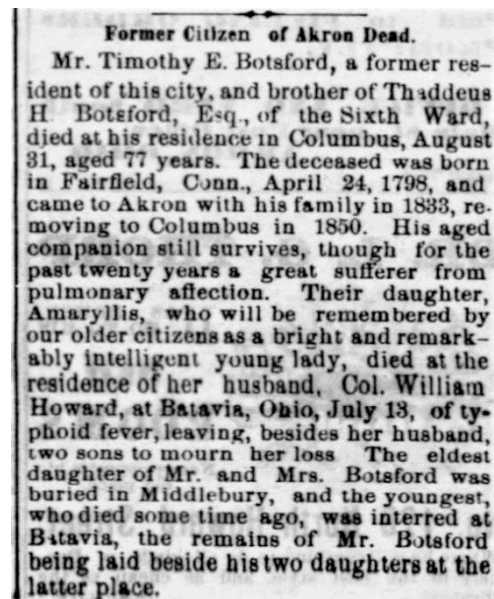 Former Citizen of Akron Dead.
Mr. Timothy E. Botsford, a former res-
ident of this city, and brother of Thaddeus
H. Botsford, Esq., of the Sixth Ward,
died at his residence in Columbus, August
31, aged 77 years. The deceased was born
in Fairfield, Conn., April 24, 1798, and
came to Akron with his family in 1833, re-
moving to Columbus in 1850. His aged
companion still survives, though for the
past twenty years a great sufferer from
pulmonary affection. Their daughter,
Amaryllis, who will be remembered by
our older citizens as a bright and remark-
ably intelligent young lady, died at the
residence of her husband, Col. William
Howard, at Batavia, Ohio, July 13, of ty-
phoid fever, leaving, besides her husband,
two sons to mourn her loss The eldest
daughter of Mr. and Mrs. Botsford was
buried in Middlebury, and the youngest,
who died some time ago, was interred at
Batavia, the remains of Mr. Botsford
being laid beside his two daughters at the
latter place.